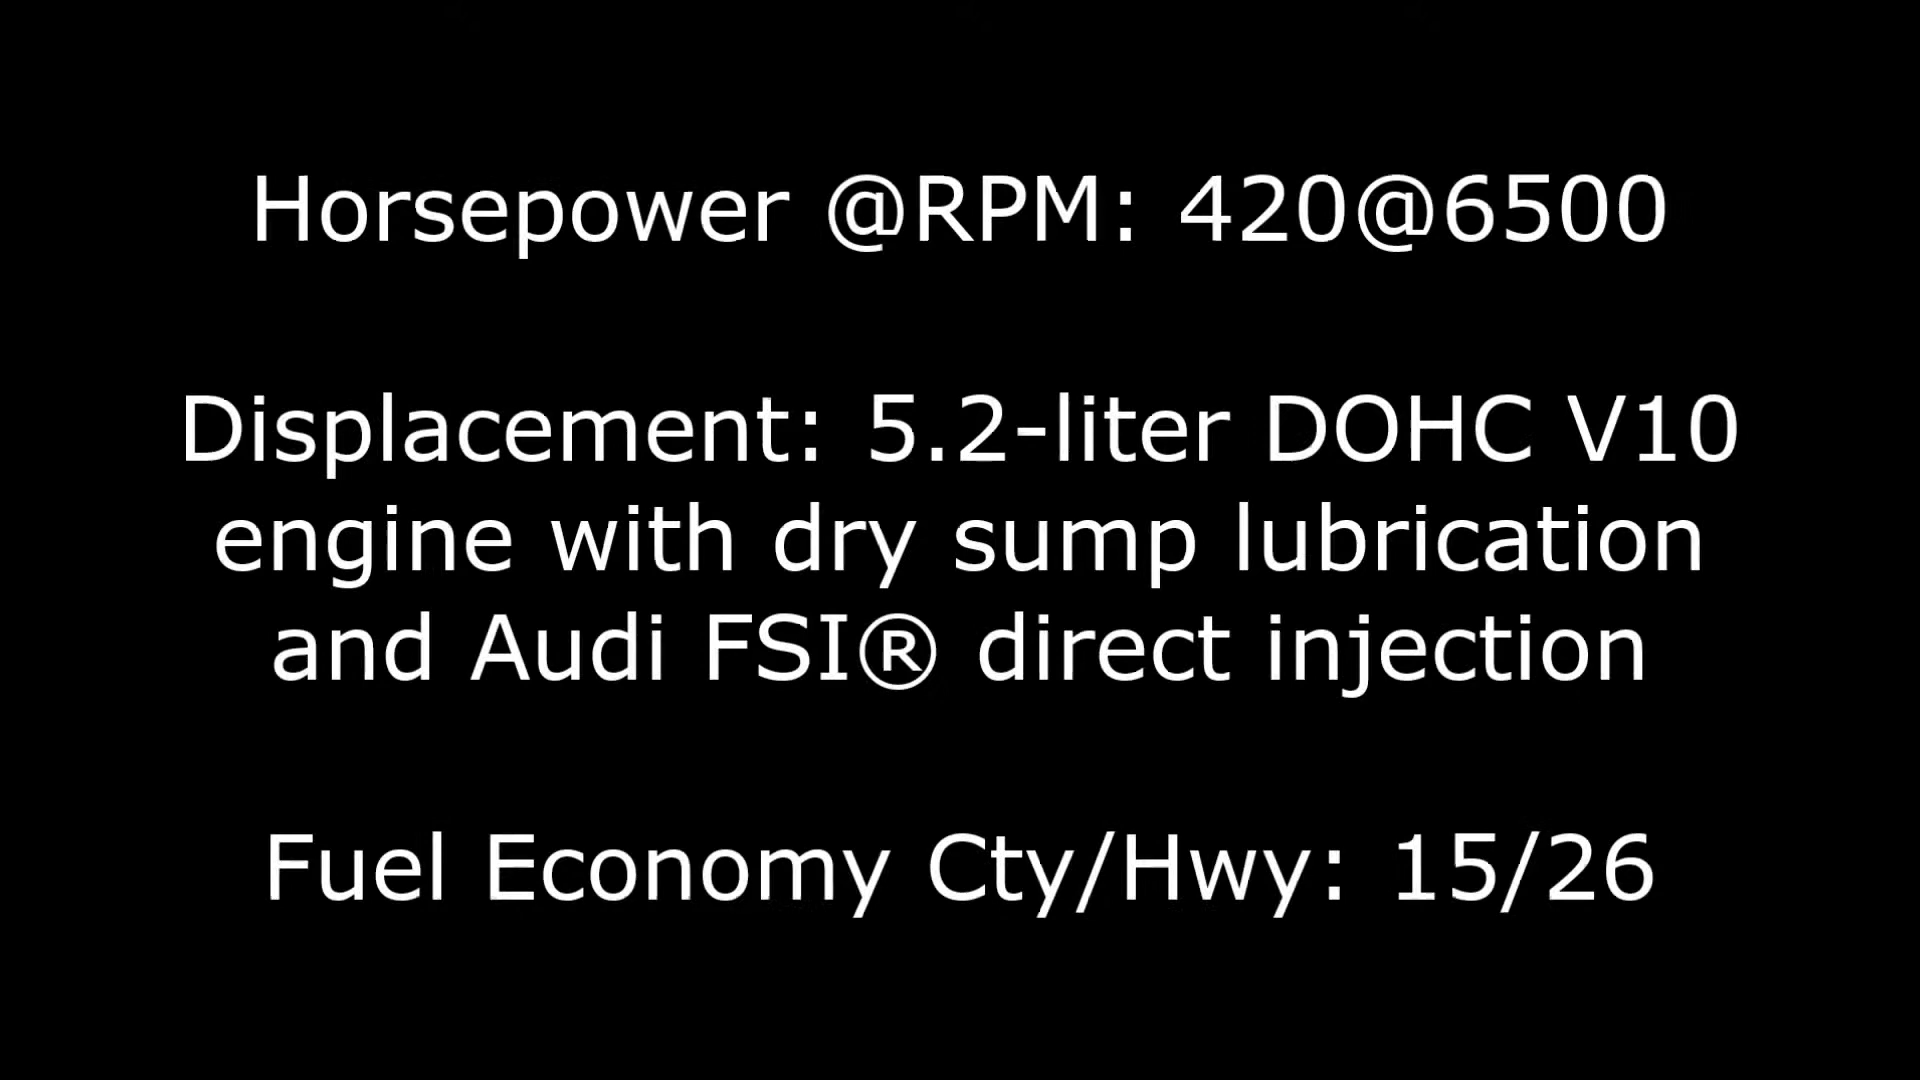 Horsepower @RPM: 420@6500
Displacement: 5.2-liter DOHC V10
engine with dry sump lubrication
and Audi FSI® direct injection
Fuel Economy Cty/Hwy: 15/26